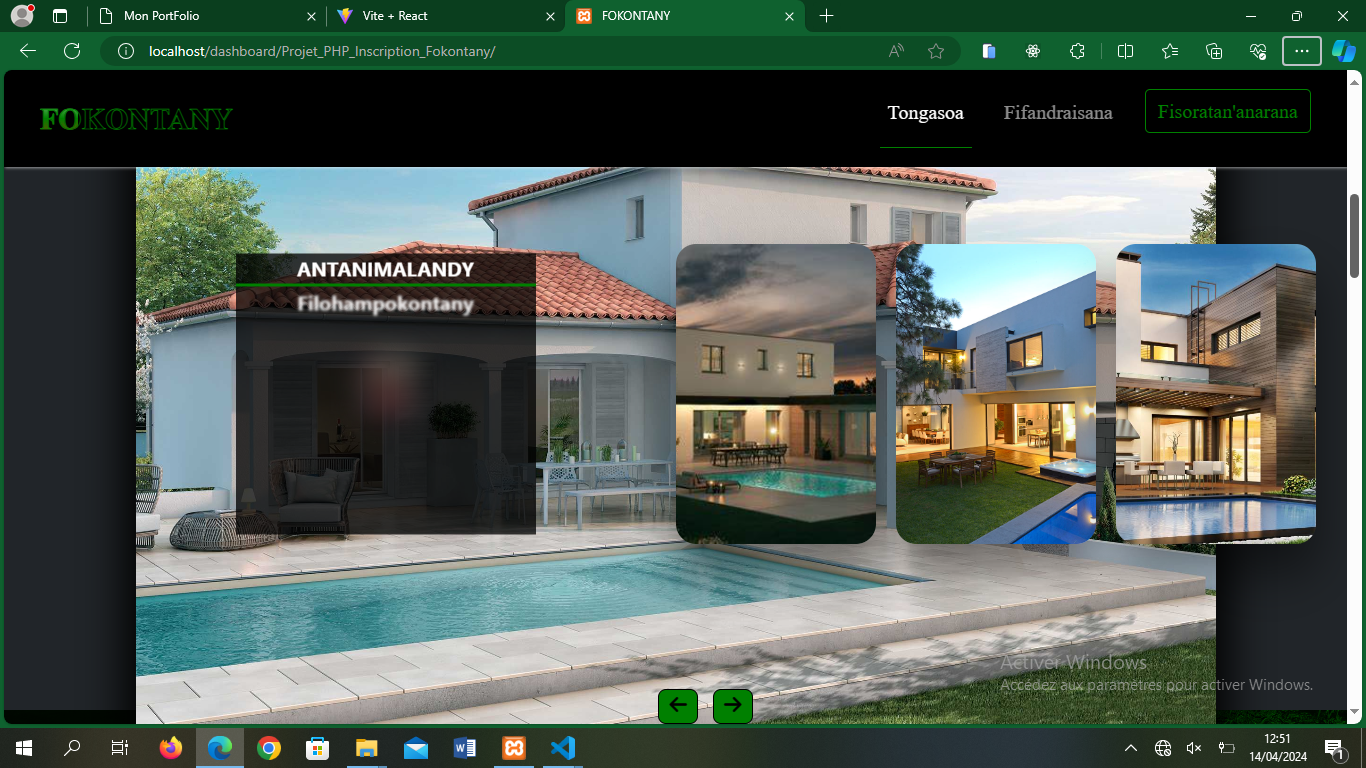 Mon PortFolio
Vite + React
FOKONTANY
localhost/dashboard/Projet_PHP_Inscription_Fokontany/
FOKONTANY
Tongasoa
Fifandraisana
Fisoratan'anarana
ANTANIMALANDY
Filohampokontany
Activer Windows
Accédez aux paramètres pour activer Windows.
12:51
14/04/2024
1